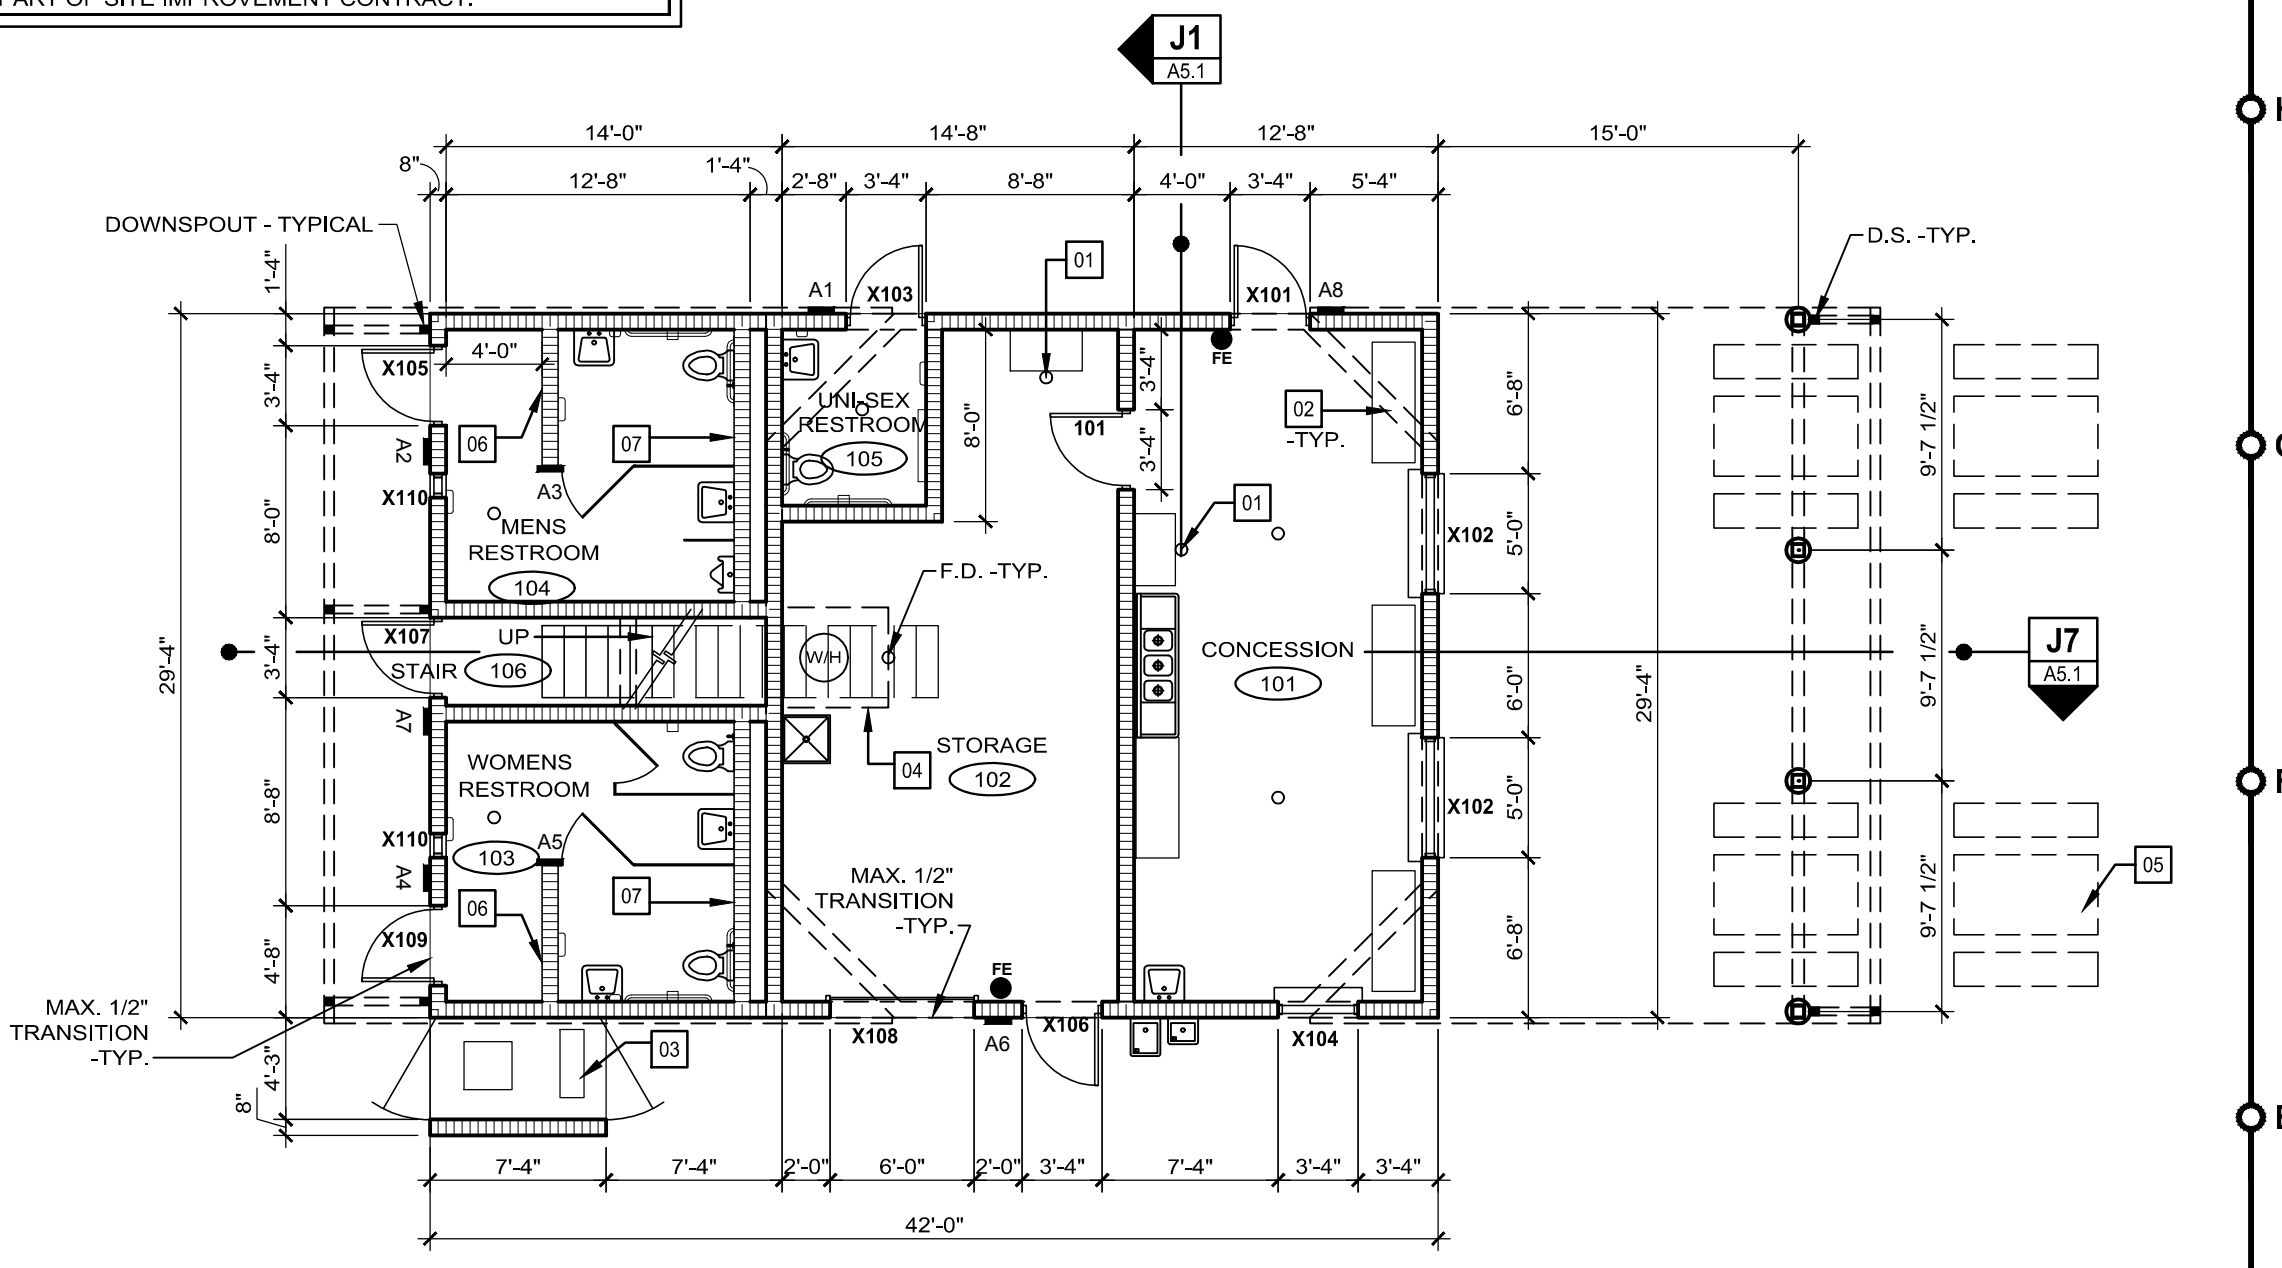 PART OF SITE IMPROVEMENT CONTRACT.
J1
A5.1
14'-0"
14'-8"
12'-8"
15'-0"
8"
12'-8"
1'-4"
2'-8"
3'-4"
8'-8"
4'-0"
3'-4"
5'-4"
DOWNSPOUT - TYPICAL
D.S. -TYP.
1'-4"
3'-4"
8'-0"
3'-4"
8'-8"
4'-8"
4'-3"
8"
29'-4"
A1
X103
01
X101
A8
FE
X105
4'-0"
06
07
A2
X110
A3
MENS
RESTROOM
104
UNI-SEX
RESTROOM
105
8'-0"
3'-4"
101
3'-4"
02
-TYP.
01
6'-8"
5'-0"
6'-0"
5'-0"
6'-8"
29'-4"
X102
X102
9'-7 1/2"
9'-7 1/2"
9'-7 1/2"
F.D. -TYP.
X107
UP
STAIR
106
W/H
CONCESSION
101
J7
A5.1
A7
WOMENS
RESTROOM
103
04
STORAGE
102
X110
A4
A5
06
07
MAX. 1/2"
TRANSITION
-TYP.
05
X109
MAX. 1/2"
TRANSITION
-TYP.
FE
X108
A6
X106
X104
03
7'-4"
7'-4"
2'-0"
6'-0"
2'-0"
3'-4"
7'-4"
3'-4"
3'-4"
42'-0"